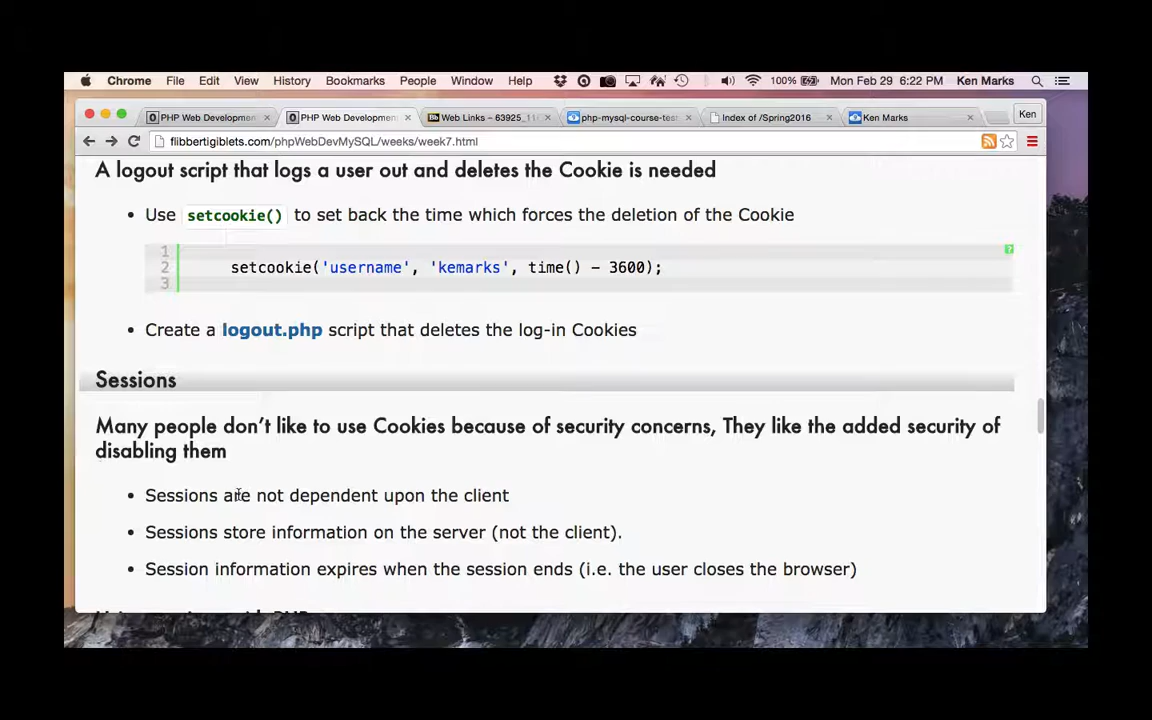 Chrome File Edit View History Bookmarks People Window Help 100% Mon Feb 29 6:22 PM Ken Marks
PHP Web Development PHP Web Development Web Links – 63925_11 php-mysql-course-test Index of /Spring2016 Ken Marks Ken
flibbertigiblets.com/phpWebDevMySQL/weeks/week7.html
A logout script that logs a user out and deletes the Cookie is needed
• Use setcookie() to set back the time which forces the deletion of the Cookie
1
2 setcookie('username', 'kemarks', time() - 3600);
3
?
• Create a logout.php script that deletes the log-in Cookies
Sessions
Many people don't like to use Cookies because of security concerns, They like the added security of
disabling them
• Sessions are not dependent upon the client
• Sessions store information on the server (not the client).
• Session information expires when the session ends (i.e. the user closes the browser)